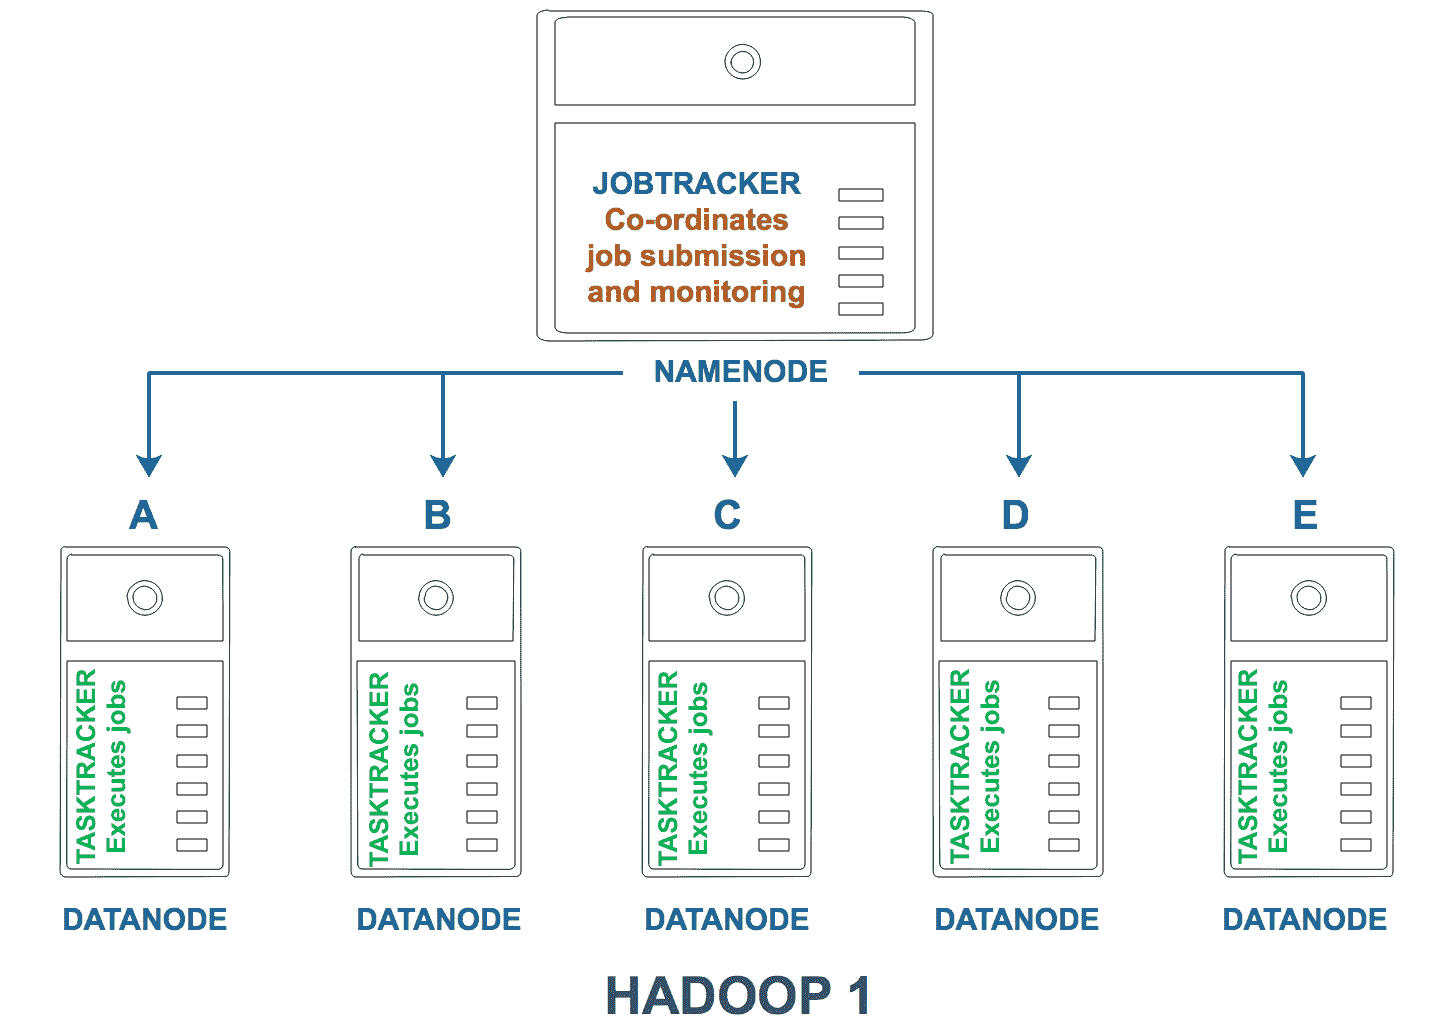 JOBTRACKER
Co-ordinates
job submission
and monitoring
NAMENODE
A
B
C
D
E
TASKTRACKER
Executes jobs
TASKTRACKER
Executes jobs
TASKTRACKER
Executes jobs
TASKTRACKER
Executes jobs
TASKTRACKER
Executes jobs
DATANODE
DATANODE
DATANODE
DATANODE
DATANODE
HADOOP 1